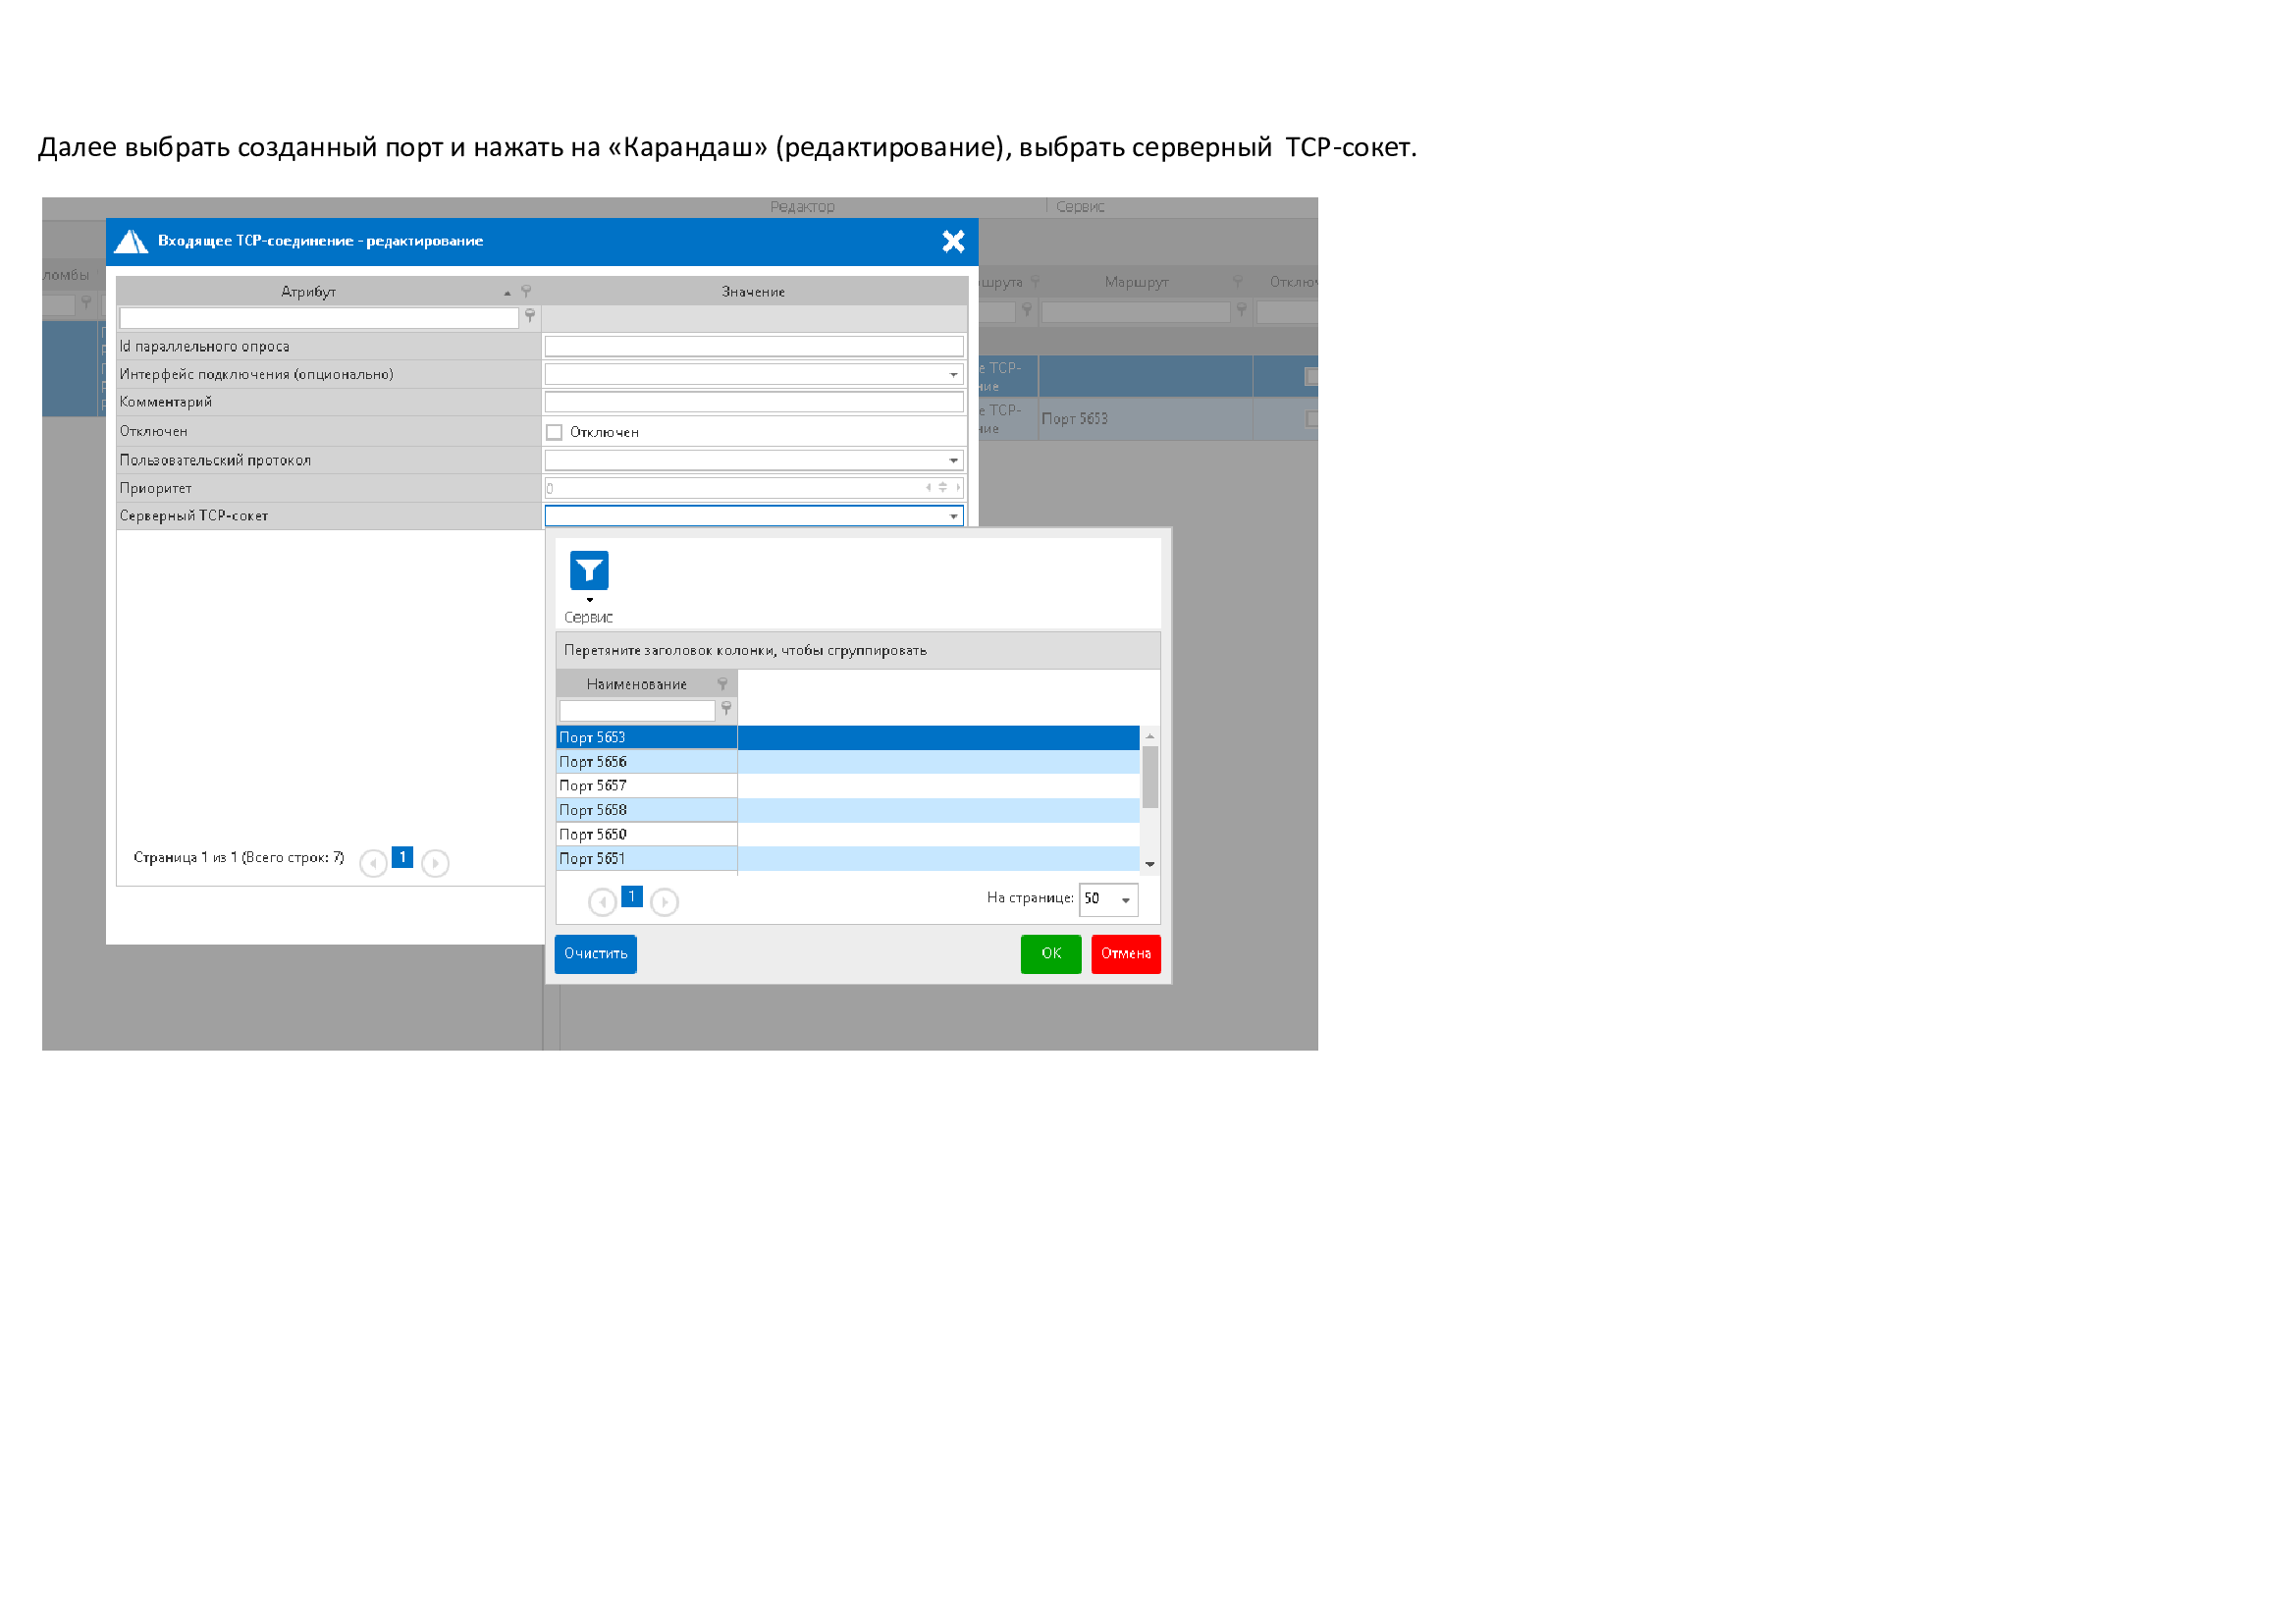 Далее выбрать созданный порт и нажать на «Карандаш» (редактирование), выбрать серверный TCP-сокет.
Редактор
Сервис
Входящее TCP-соединение - редактирование
ломбы
Атрибут
Значение
шрута
Маршрут
Отключ
Id параллельного опроса
Интерфейс подключения (опционально)
е TCP-
ние
Комментарий
е TCP-
ние
Порт 5653
Отключен
Отключен
Пользовательский протокол
Приоритет
0
Серверный TCP-сокет
Сервис
Перетяните заголовок колонки, чтобы сгруппировать
Наименование
Порт 5653
Порт 5656
Порт 5657
Порт 5658
Порт 5650
Порт 5651
Страница 1 из 1 (Всего строк: 7)
1
1
На странице:
50
Очистить
ОК
Отмена